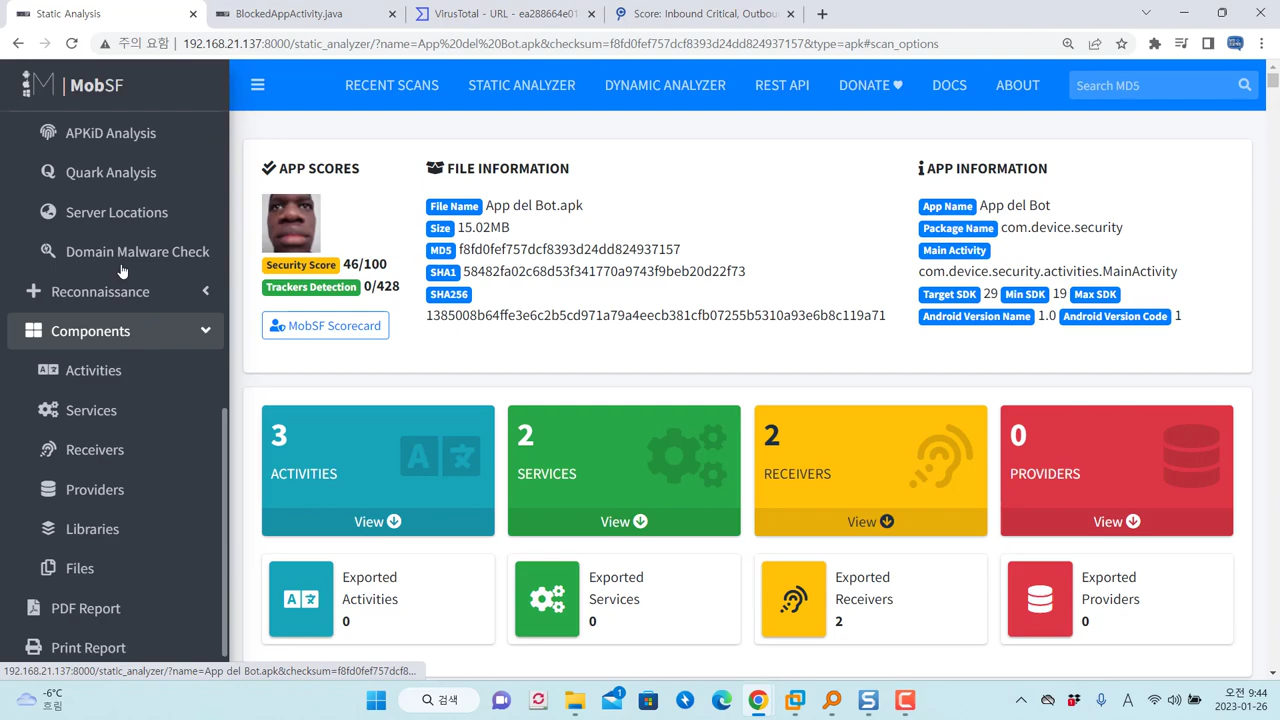 Static Analysis
BlockedAppActivity.java
VirusTotal - URL - ea288664e01
Score: Inbound Critical, Outbou
주의 요함
192.168.21.137:8000/static_analyzer/?name=App%20del%20Bot.apk&checksum=f8fd0fef757dcf8393d24dd824937157&type=apk#scan_options
MobSF
RECENT SCANS
STATIC ANALYZER
DYNAMIC ANALYZER
REST API
DONATE
DOCS
ABOUT
Search MD5
APKiD Analysis
Quark Analysis
Server Locations
Domain Malware Check
Reconnaissance
Components
Activities
Services
Receivers
Providers
Libraries
Files
PDF Report
Print Report
APP SCORES
Security Score 46/100
Trackers Detection 0/428
MobSF Scorecard
FILE INFORMATION
File Name App del Bot.apk
Size 15.02MB
MD5 f8fd0fef757dcf8393d24dd824937157
SHA1 58482fa02c68d53f341770a9743f9beb20d22f73
SHA256
1385008b64ffe3e6c2b5cd971a79a4eecb381cfb07255b5310a93e6b8c119a71
APP INFORMATION
App Name App del Bot
Package Name com.device.security
Main Activity
com.device.security.activities.MainActivity
Target SDK 29 Min SDK 19 Max SDK
Android Version Name 1.0 Android Version Code 1
3
ACTIVITIES
View
2
SERVICES
View
2
RECEIVERS
View
0
PROVIDERS
View
Exported
Activities
0
Exported
Services
0
Exported
Receivers
2
Exported
Providers
0
192.168.21.137:8000/static_analyzer/?name=App del Bot.apk&checksum=f8fd0fef757dcf8...
-6°C
흐림
검색
1
A
오전 9:44
2023-01-26